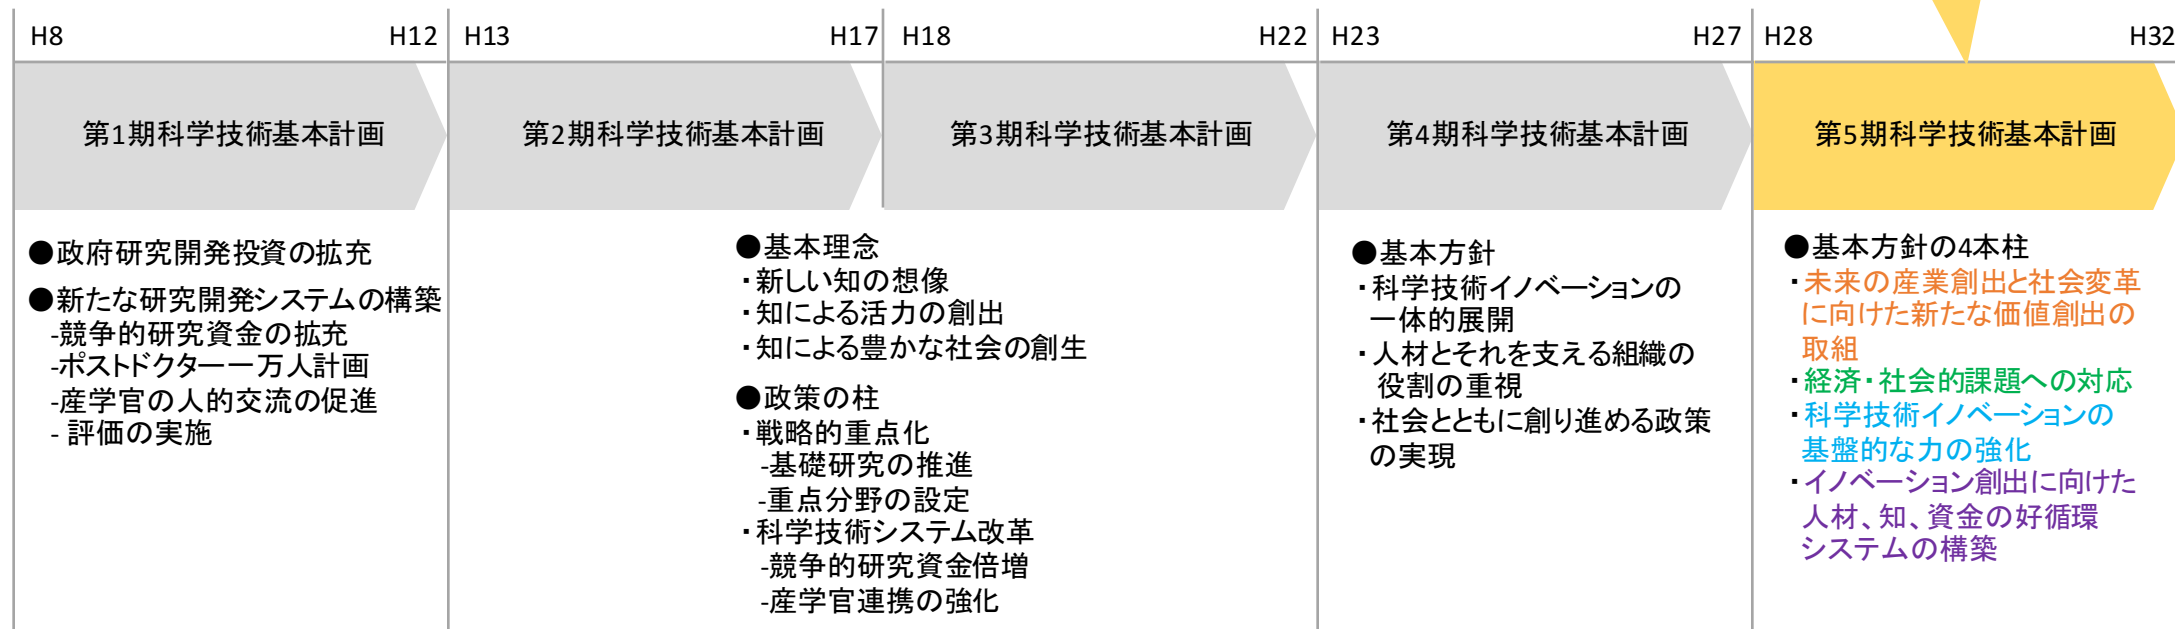 H8 H12 H13 H17 H18 H22 H23 H27 H28 H32
第1期科学技術基本計画
第2期科学技術基本計画
第3期科学技術基本計画
第4期科学技術基本計画
第5期科学技術基本計画
●政府研究開発投資の拡充
●新たな研究開発システムの構築
-競争的研究資金の拡充
-ポストドクター一万人計画
-産学官の人的交流の促進
- 評価の実施
●基本理念
・新しい知の想像
・知による活力の創出
・知による豊かな社会の創生
●政策の柱
・戦略的重点化
-基礎研究の推進
-重点分野の設定
・科学技術システム改革
-競争的研究資金倍増
-産学官連携の強化
●基本方針
・科学技術イノベーションの
一体的展開
・人材とそれを支える組織の
役割の重視
・社会とともに創り進める政策
の実現
●基本方針の4本柱
・未来の産業創出と社会変革
に向けた新たな価値創出の
取組
・経済・社会的課題への対応
・科学技術イノベーションの
基盤的な力の強化
・イノベーション創出に向けた
人材、知、資金の好循環
システムの構築